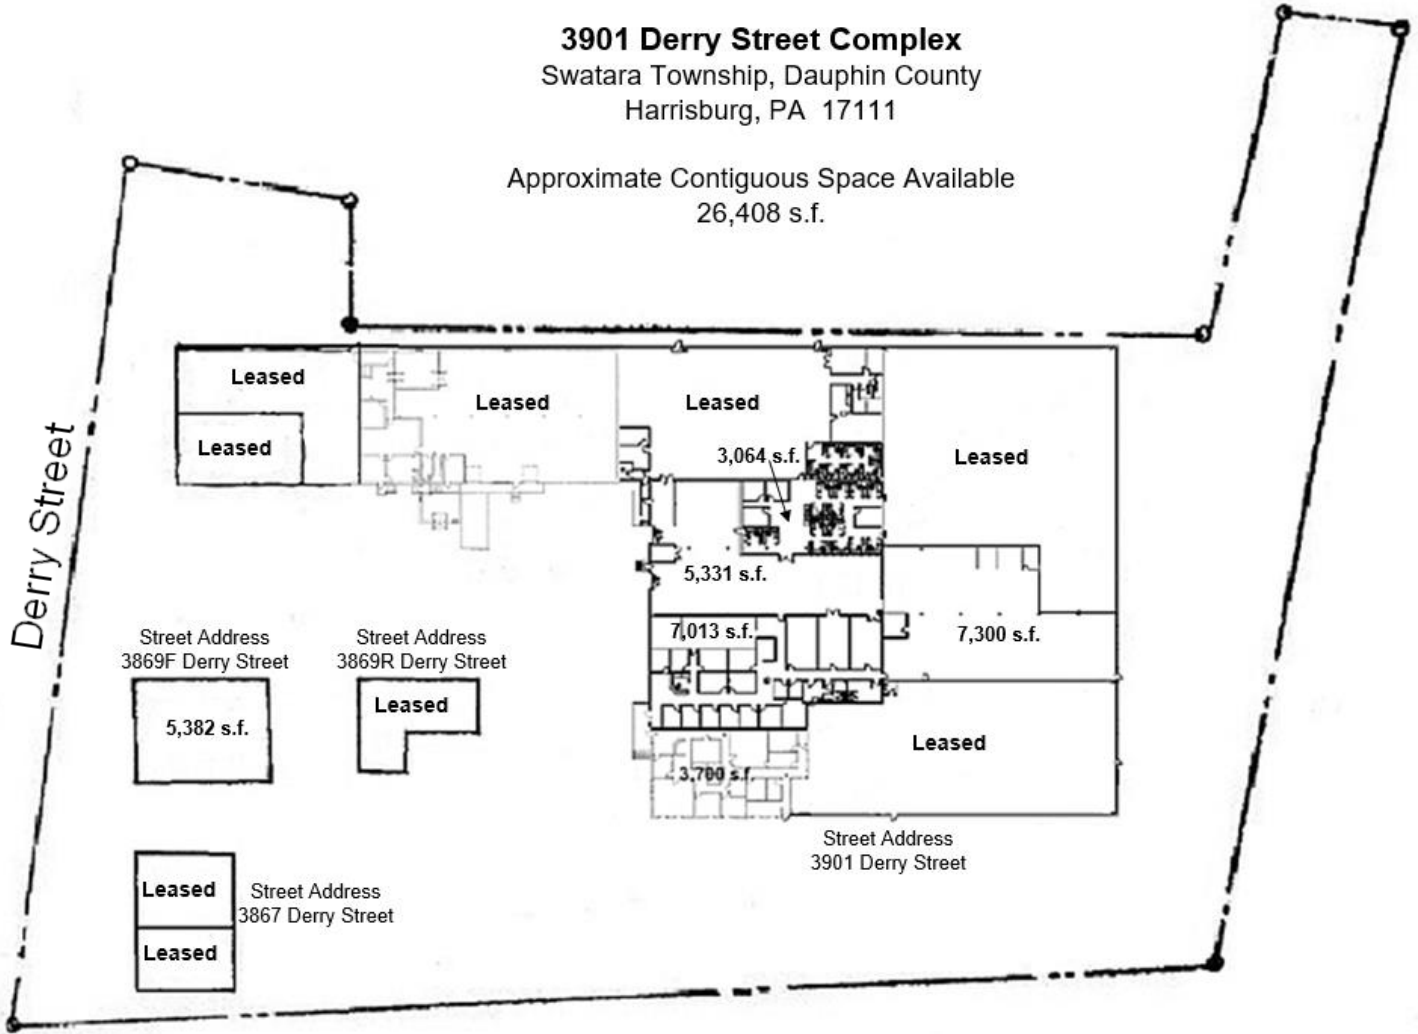 3901 Derry Street Complex
Swatara Township, Dauphin County
Harrisburg, PA 17111
Approximate Contiguous Space Available
26,408 s.f.
Derry Street
Leased
Leased
Leased
Leased
3,064 s.f.
Leased
5,331 s.f.
7,013 s.f.
7,300 s.f.
Street Address
3869F Derry Street
5,382 s.f.
Street Address
3869R Derry Street
Leased
Leased
3,700 s.f.
Street Address
3901 Derry Street
Leased
Leased
Street Address
3867 Derry Street